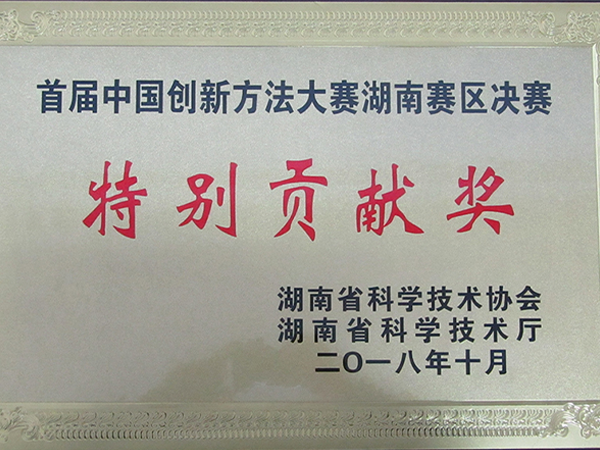 首届中国创新方法大赛湖南赛区决赛
特别贡献奖
湖南省科学技术协会
湖南省科学技术厅
二〇一八年十月